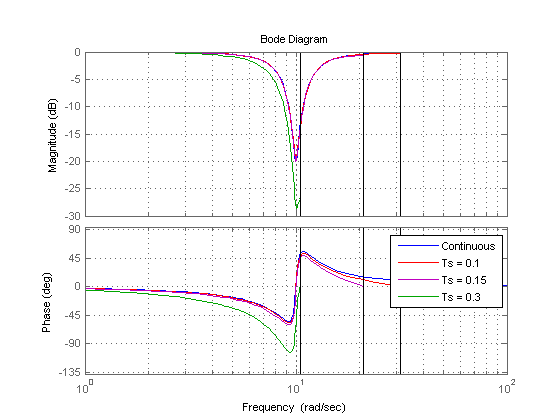 Bode Diagram
Magnitude (dB)
0
-5
-10
-15
-20
-25
-30
Phase (deg)
90
45
0
-45
-90
-135
Continuous
Ts = 0.1
Ts = 0.15
Ts = 0.3
10^0
10^1
10^2
Frequency (rad/sec)